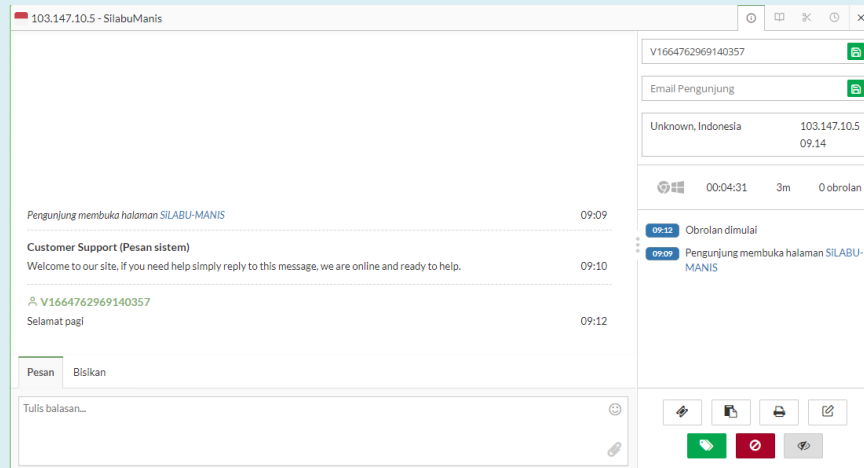 103.147.10.5 - SilabuManis
V1664762969140357
Email Pengunjung
Unknown, Indonesia
103.147.10.5
09.14
00:04:31
3m
0 obrolan
Pengunjung membuka halaman SiLABU-MANIS
09:09
Customer Support (Pesan sistem)
Welcome to our site, if you need help simply reply to this message, we are online and ready to help.
09:10
V1664762969140357
Selamat pagi
09:12
09:12 Obrolan dimulai
09:09 Pengunjung membuka halaman SiLABU-
MANIS
Pesan
Bisikan
Tulis balasan...